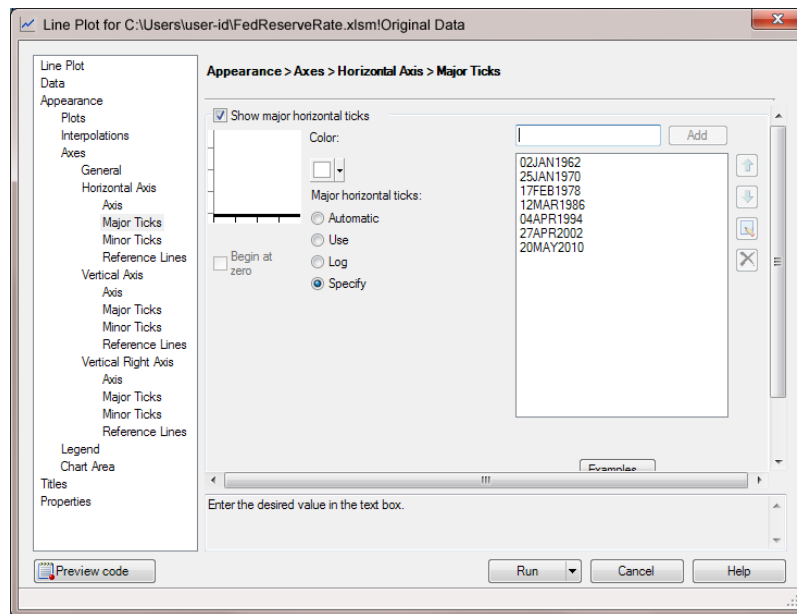 Line Plot for C:\Users\user-id\FedReserveRate.xlsm!Original Data
x
Line Plot
Data
Appearance
Plots
Interpolations
Axes
General
Horizontal Axis
Axis
Major Ticks
Minor Ticks
Reference Lines
Vertical Axis
Axis
Major Ticks
Minor Ticks
Reference Lines
Vertical Right Axis
Axis
Major Ticks
Minor Ticks
Reference Lines
Legend
Chart Area
Titles
Properties
Appearance > Axes > Horizontal Axis > Major Ticks
Show major horizontal ticks
Color:
Major horizontal ticks:
Automatic
Use
Log
Specify
Begin at
zero
Add
02JAN1962
25JAN1970
17FEB1978
12MAR1986
04APR1994
27APR2002
20MAY2010
Examples...
Enter the desired value in the text box.
Preview code
Run
Cancel
Help